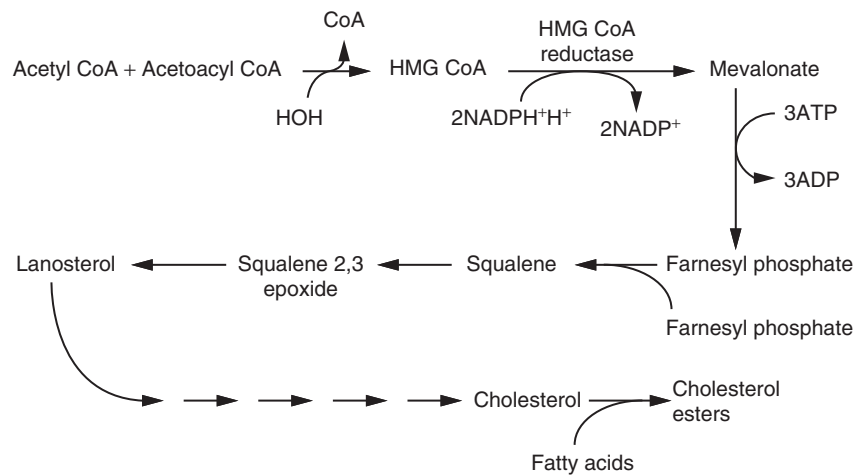 CoA
HMG CoA
reductase
Acetyl CoA + Acetoacyl CoA
HMG CoA
Mevalonate
HOH
2NADPH⁺H⁺
2NADP⁺
3ATP
3ADP
Lanosterol
Squalene 2,3
epoxide
Squalene
Farnesyl phosphate
Farnesyl phosphate
Cholesterol
Cholesterol
esters
Fatty acids